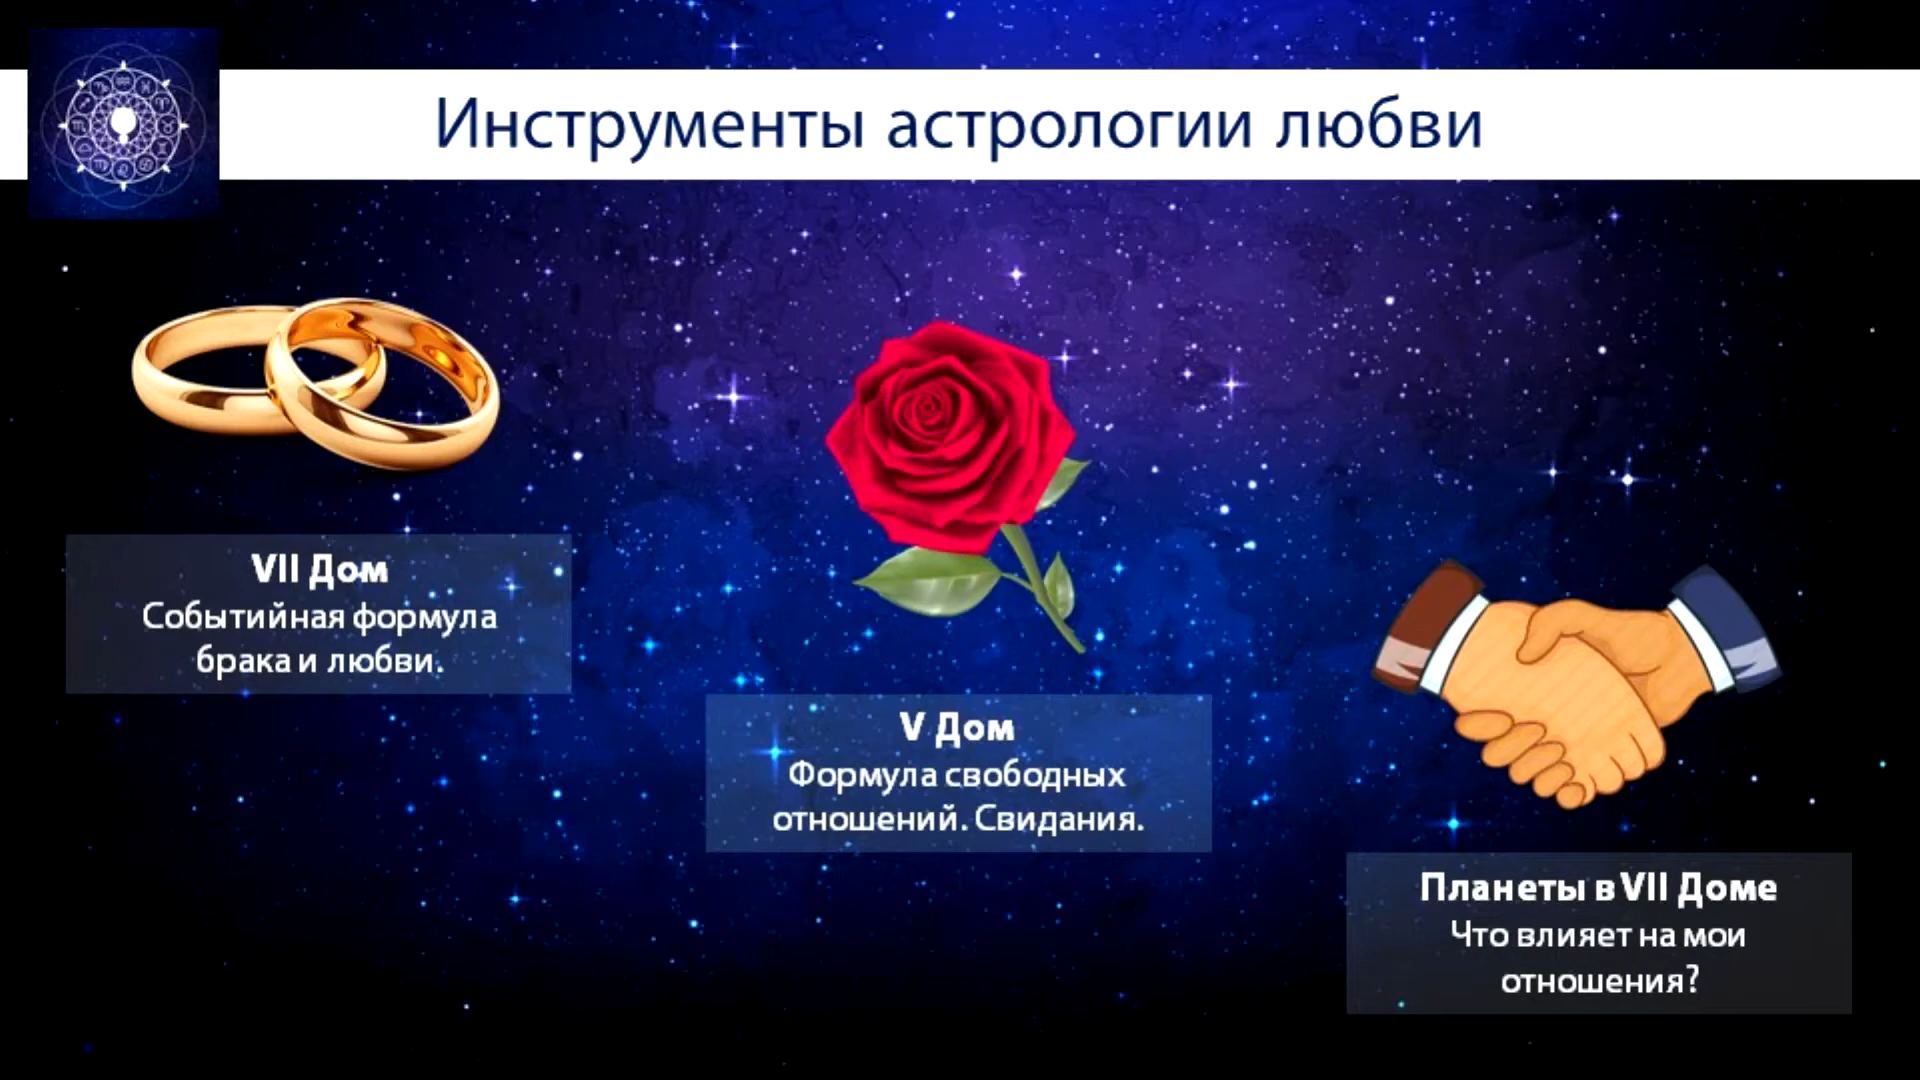 Инструменты астрологии любви
VII Дом
Событийная формула
брака и любви.
V Дом
Формула свободных
отношений. Свидания.
Планеты в VII Доме
Что влияет на мои
отношения?